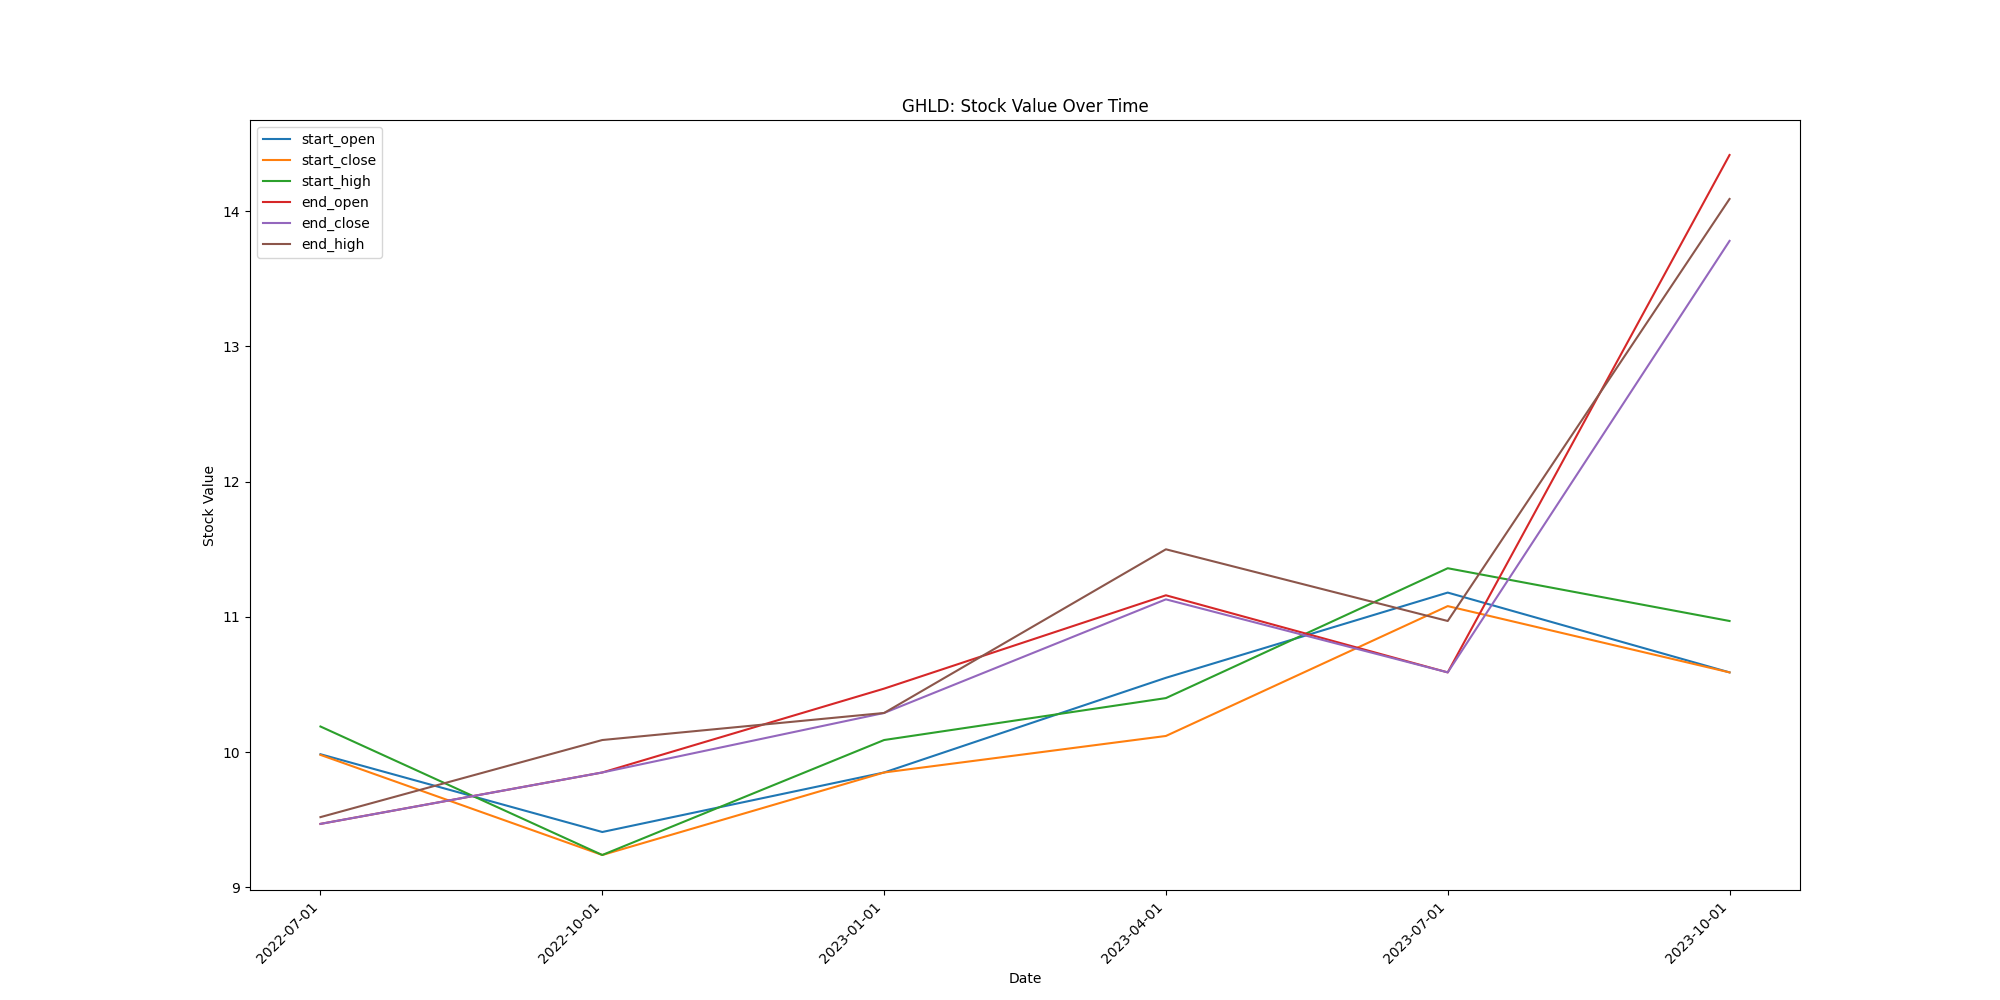 GHLD: Stock Value Over Time
start_open
start_close
start_high
end_open
end_close
end_high
14
13
12
11
10
9
Stock Value
2022-07-01
2022-10-01
2023-01-01
2023-04-01
2023-07-01
2023-10-01
Date